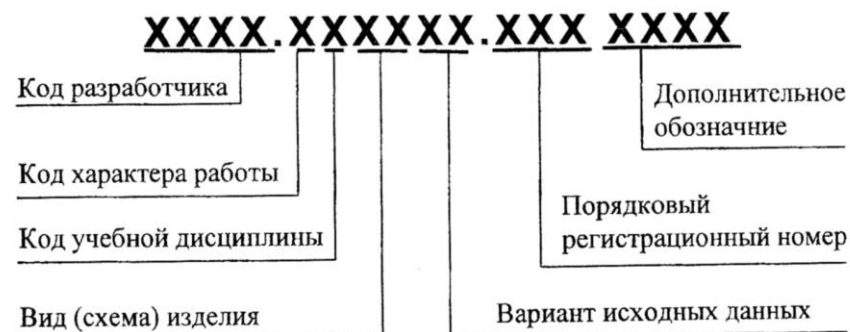 XXXX.XXXXXX.XXX XXXX
Код разработчика
Дополнительное
обозначние
Код характера работы
Порядковый
регистрационный номер
Код учебной дисциплины
Вид (схема) изделия
Вариант исходных данных